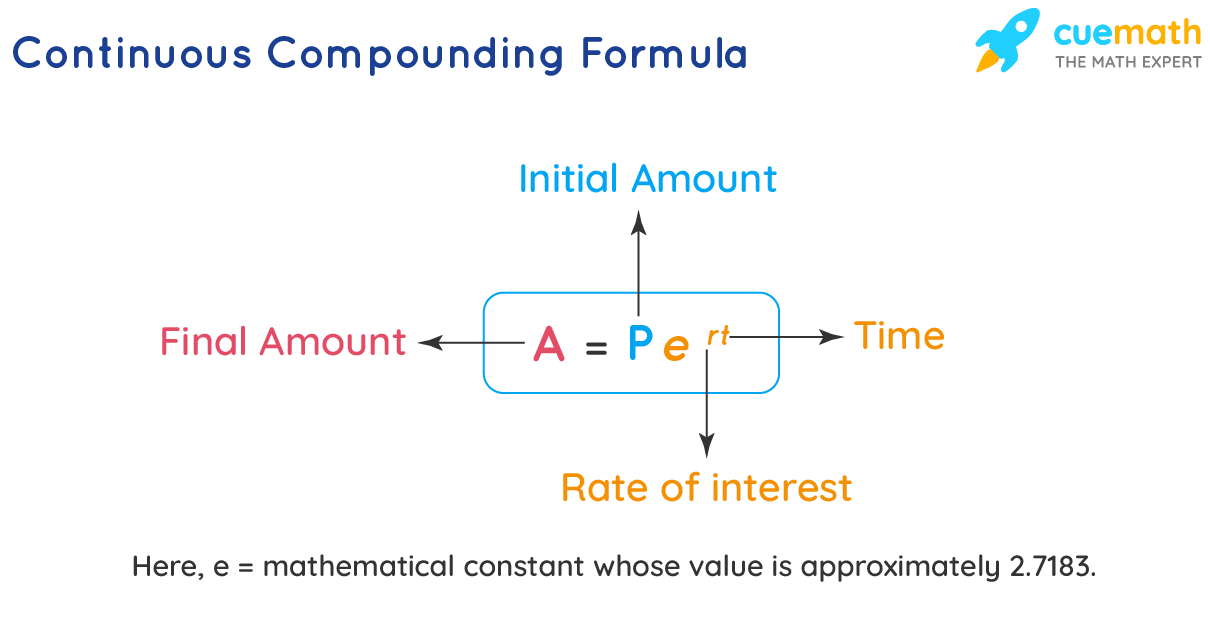 Continuous Compounding Formula
cuemath
THE MATH EXPERT
Initial Amount
Final Amount
A = P e ^rt
Time
Rate of interest
Here, e = mathematical constant whose value is approximately 2.7183.